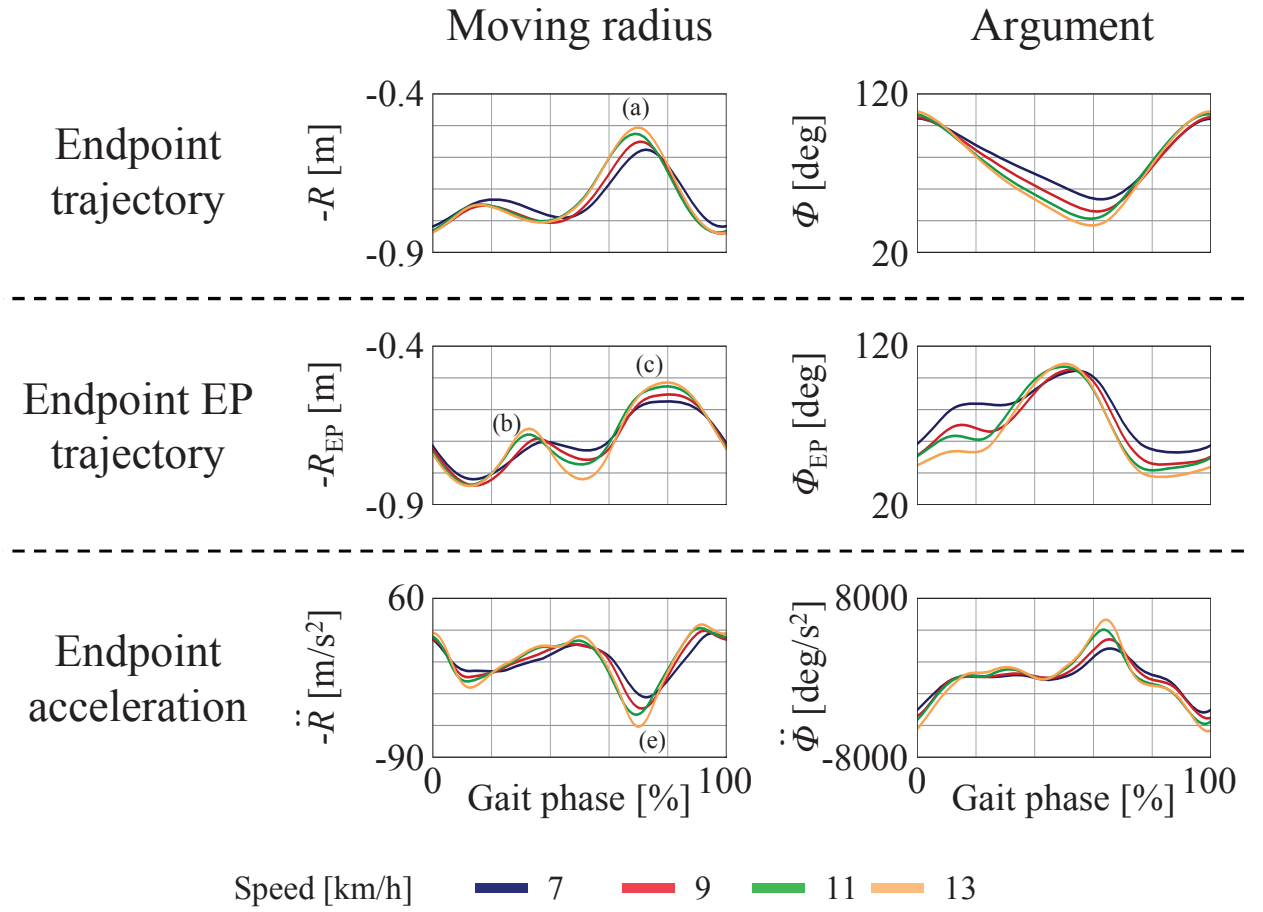 Moving radius
Argument
Endpoint
trajectory
-R [m]
-0.4
-0.9
(a)
Φ [deg]
120
20
Endpoint EP
trajectory
-R_EP [m]
-0.4
-0.9
(b)
(c)
Φ_EP [deg]
120
20
Endpoint
acceleration
-R̈ [m/s²]
60
-90
(e)
0
100
Gait phase [%]
Φ̈ [deg/s²]
8000
-8000
0
100
Gait phase [%]
Speed [km/h]
7
9
11
13